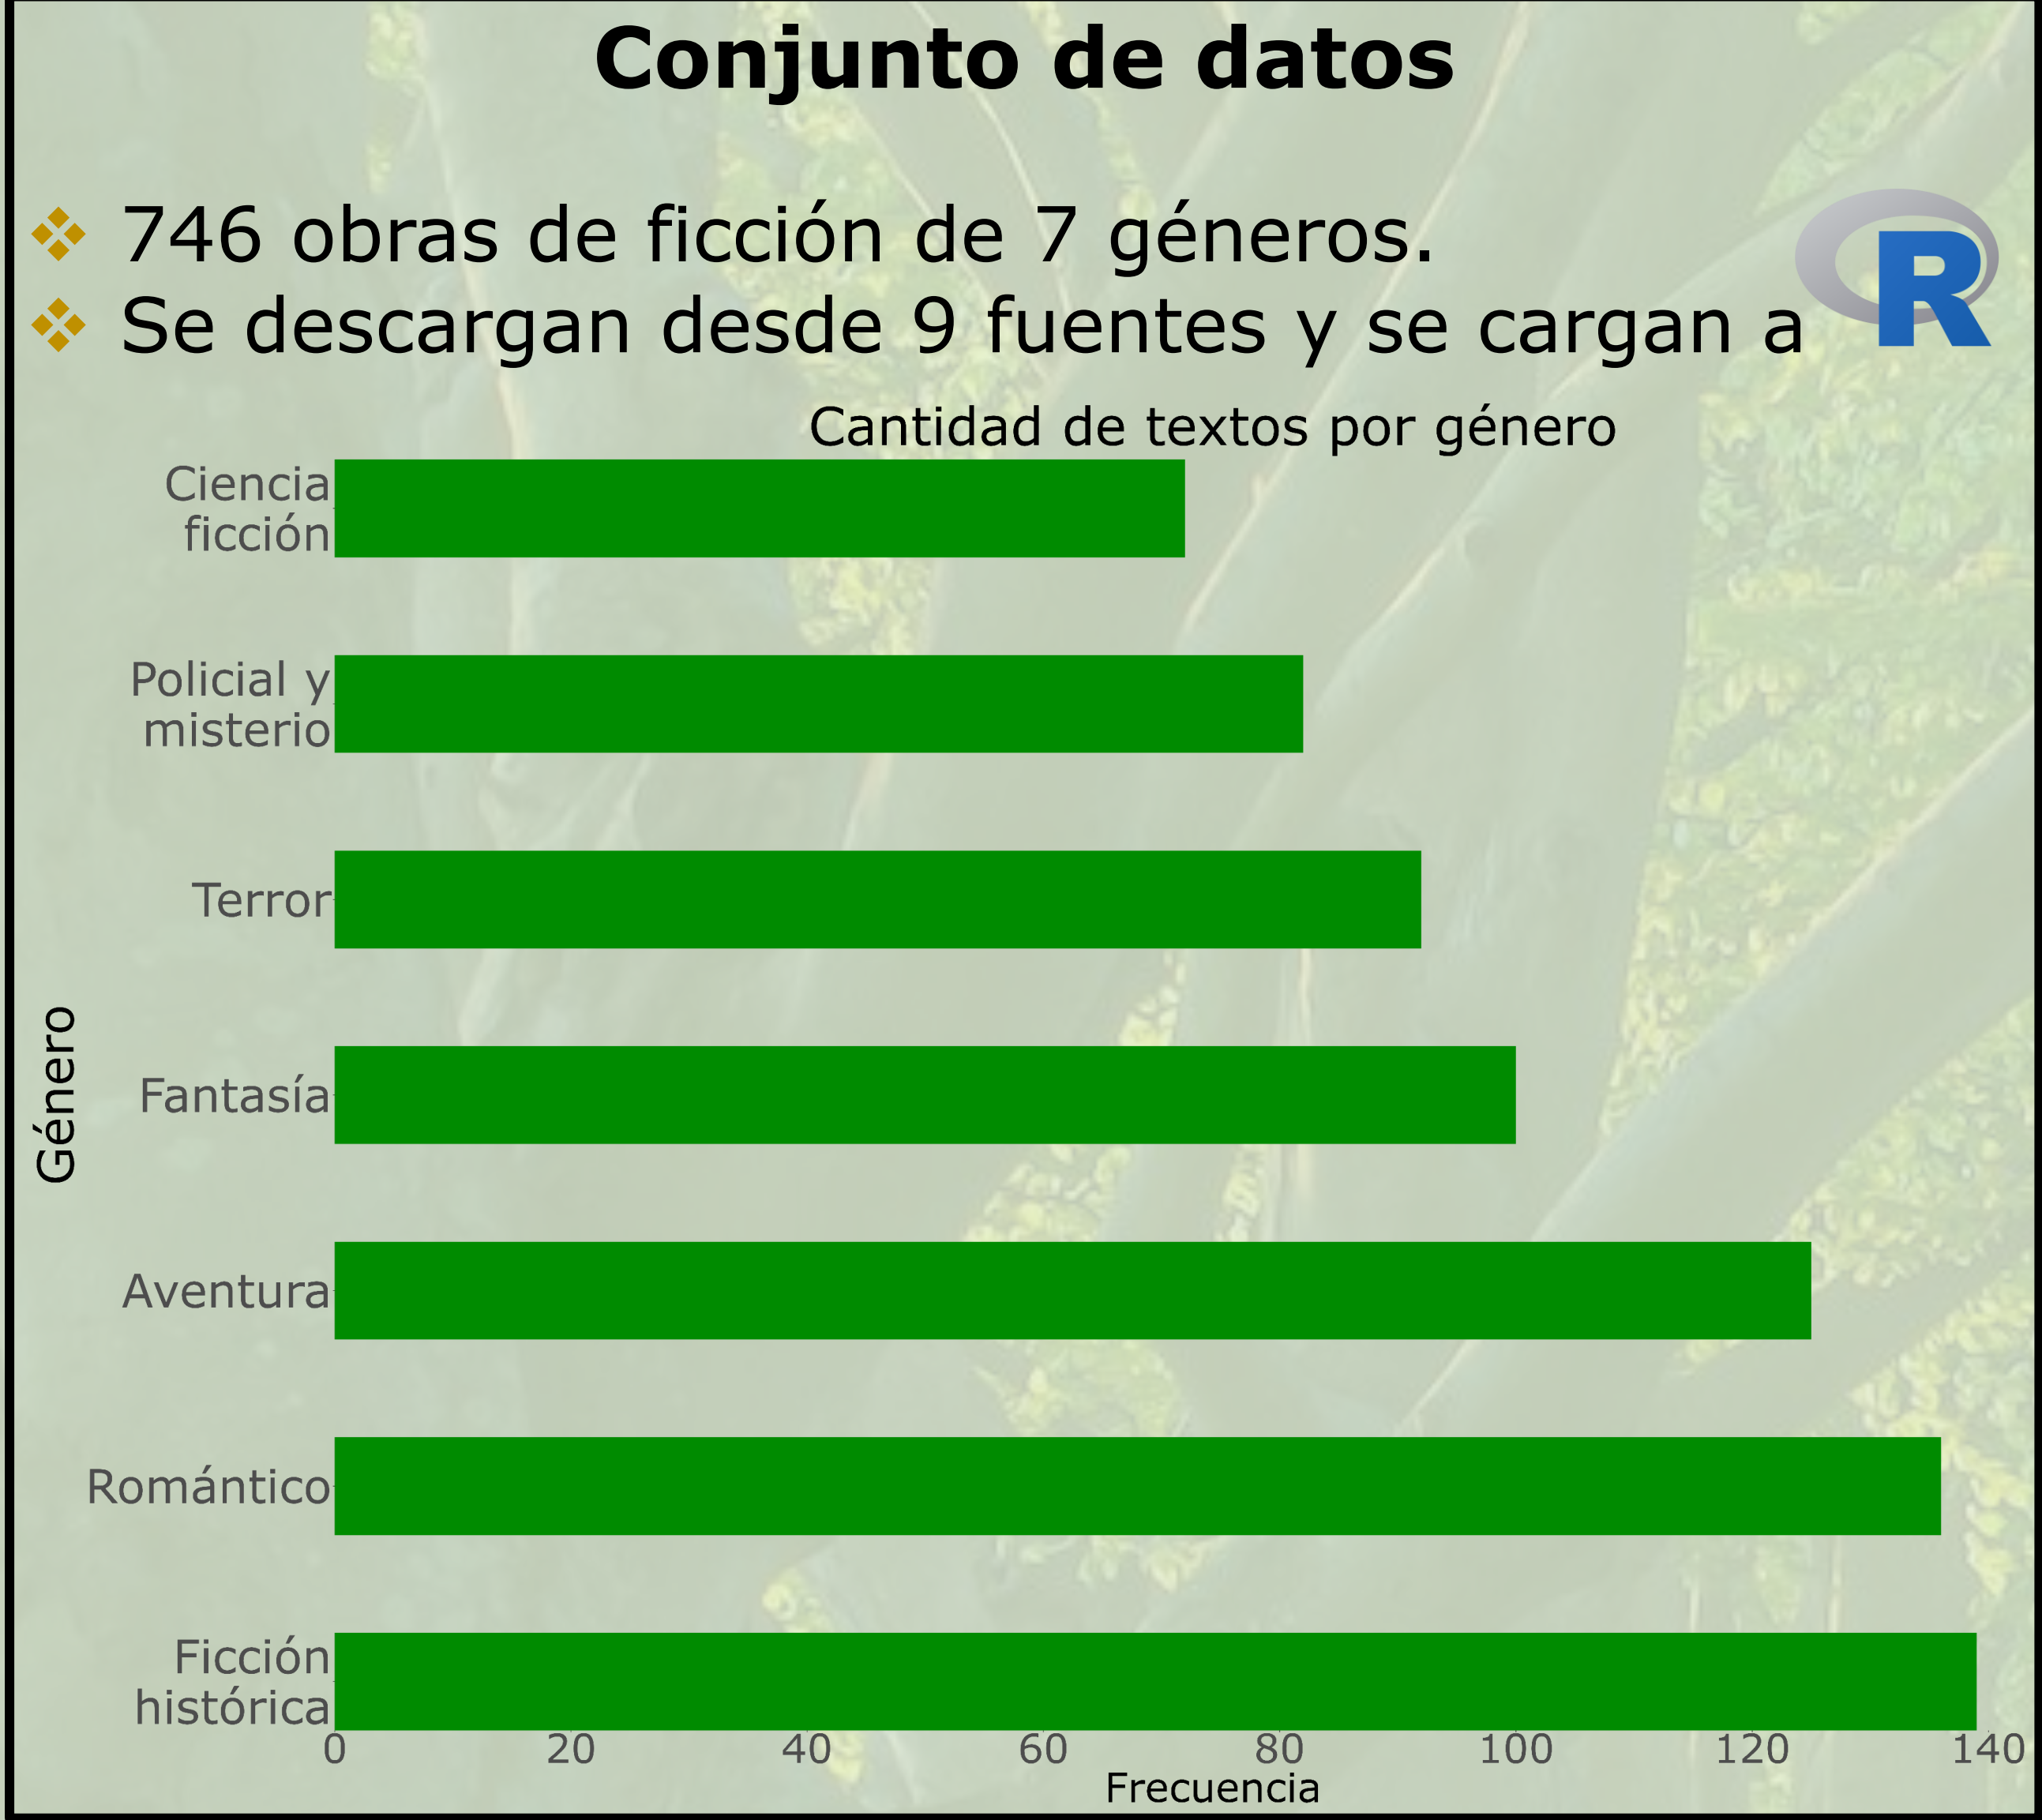 Conjunto de datos
746 obras de ficción de 7 géneros.
Se descargan desde 9 fuentes y se cargan a R
Cantidad de textos por género
Ciencia
ficción
Policial y
misterio
Terror
Fantasía
Aventura
Romántico
Ficción
histórica
Género
0 20 40 60 80 100 120 140
Frecuencia